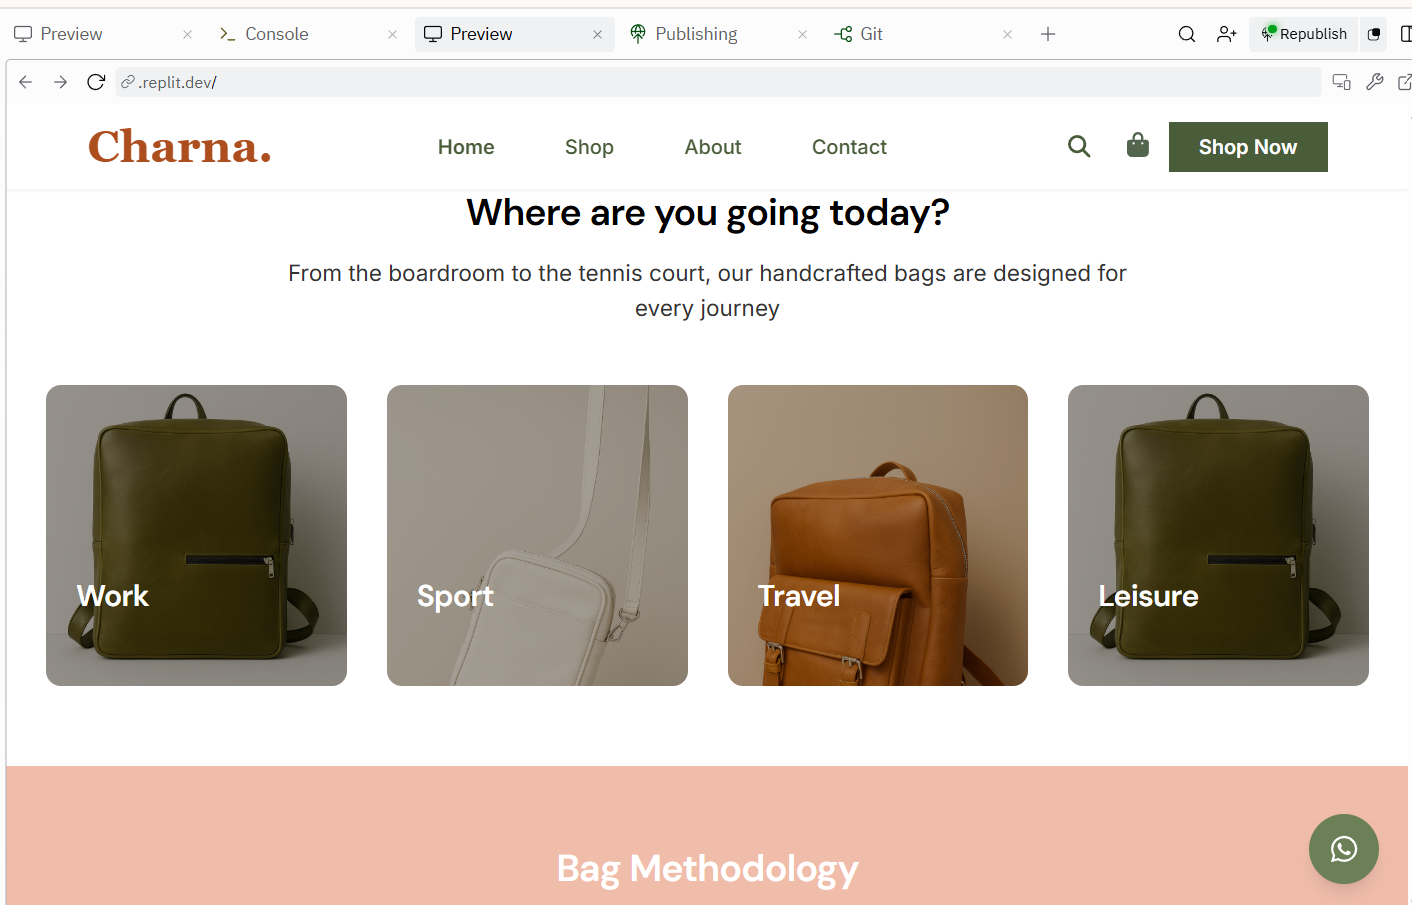 Preview
Console
Preview
Publishing
Git
Republish
.replit.dev/
Charna.
Home
Shop
About
Contact
Shop Now
Where are you going today?
From the boardroom to the tennis court, our handcrafted bags are designed for
every journey
Work
Sport
Travel
Leisure
Bag Methodology